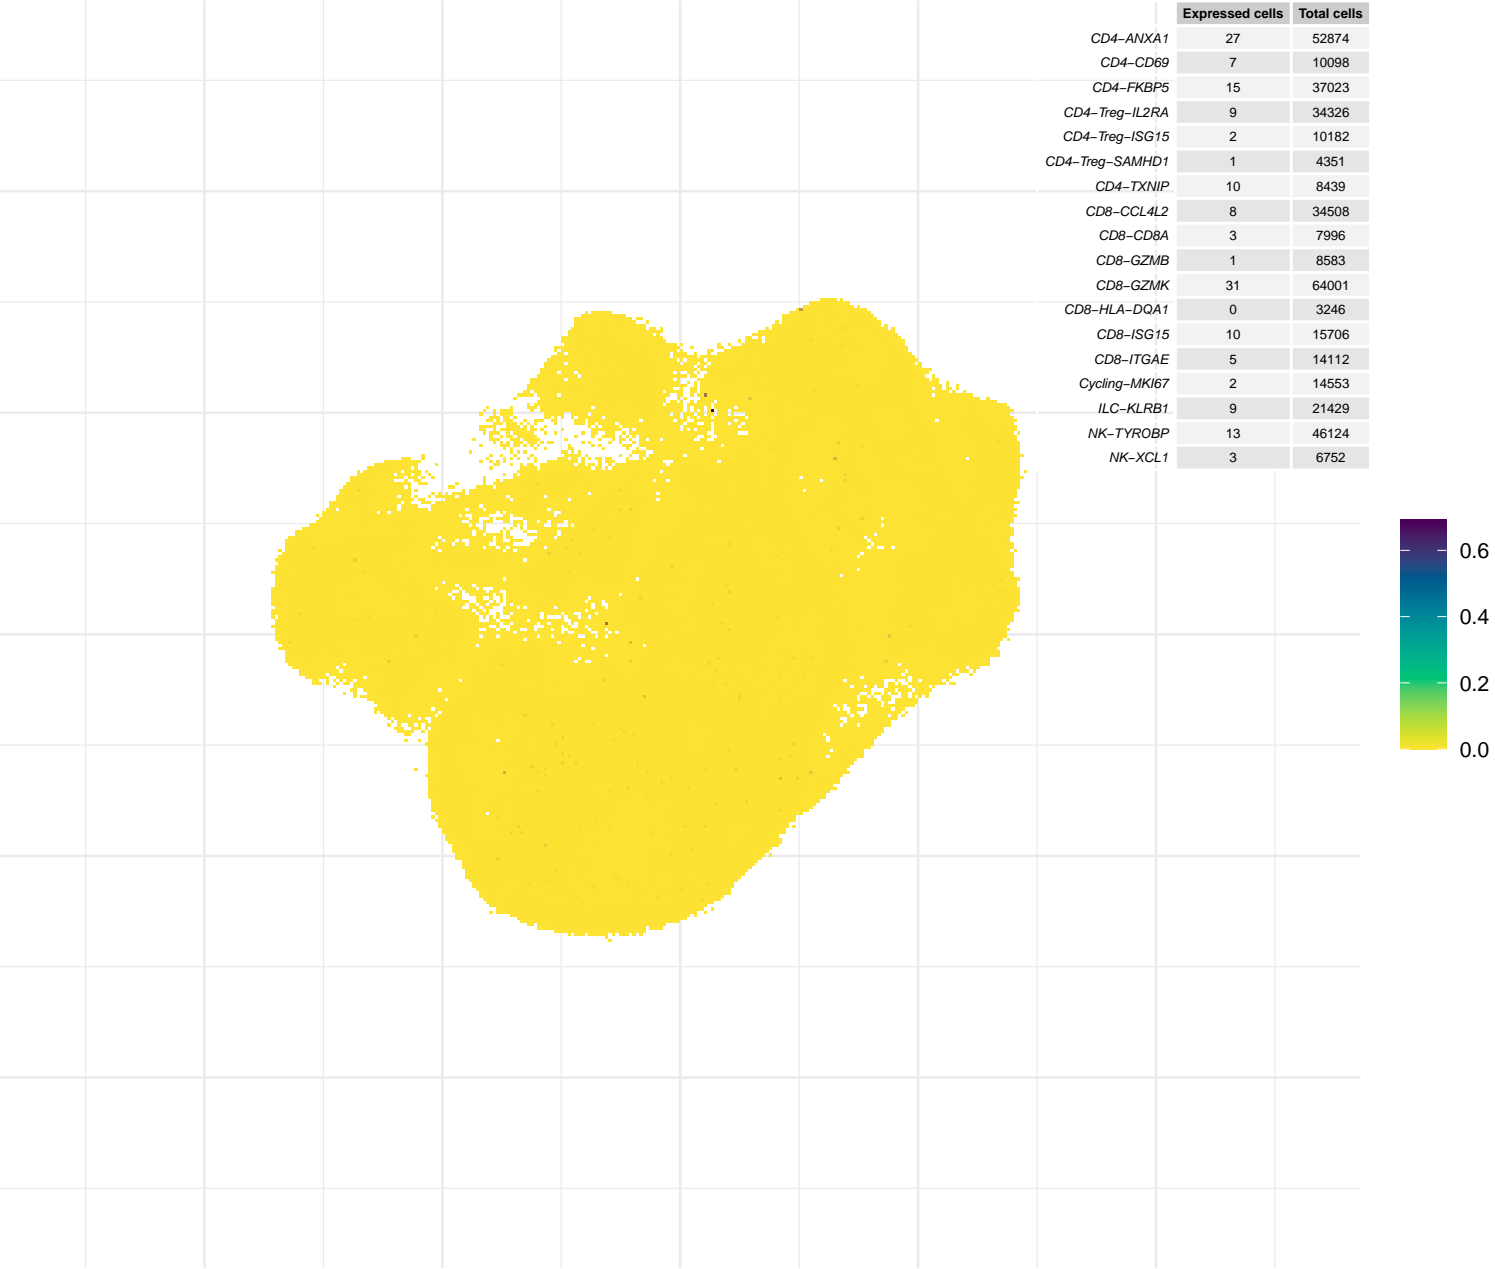 Expressed cells Total cells
CD4−ANXA1 27 52874
CD4−CD69 7 10098
CD4−FKBP5 15 37023
CD4−Treg−IL2RA 9 34326
CD4−Treg−ISG15 2 10182
CD4−Treg−SAMHD1 1 4351
CD4−TXNIP 10 8439
CD8−CCL4L2 8 34508
CD8−CD8A 3 7996
CD8−GZMB 1 8583
CD8−GZMK 31 64001
CD8−HLA−DQA1 0 3246
CD8−ISG15 10 15706
CD8−ITGAE 5 14112
Cycling−MKI67 2 14553
ILC−KLRB1 9 21429
NK−TYROBP 13 46124
NK−XCL1 3 6752
0.6
0.4
0.2
0.0